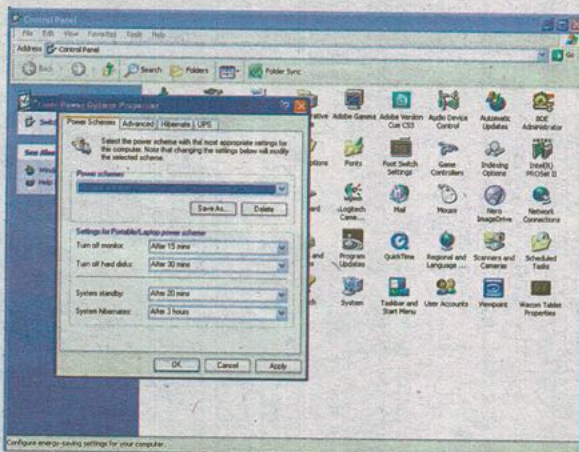 Control Panel
File Edit View Favorites Tools Help
Address Control Panel
Go
Back Search Folders Folder Sync
Power Options Properties
Power Schemes Advanced Hibernate UPS
Select the power scheme with the most appropriate settings for
this computer. Note that changing the settings below will modify
the selected scheme.
Power schemes
Save As... Delete
Settings for Portable/Laptop power scheme
Turn off monitor: After 15 mins
Turn off hard disks: After 30 mins
System standby: After 20 mins
System hibernates: After 3 hours
OK Cancel Apply
See Also
Adobe Gamma Adobe Version Cue CS3 Audio Device Control Automatic Updates BDE Administrator
Fonts Foot Switch Settings Game Controllers Indexing Options Intel(R) PROSet II
Logitech Came... Mail Mouse Nero ImageDrive Network Connections
Program Updates QuickTime Regional and Language ... Scanners and Cameras Scheduled Tasks
System Taskbar and Start Menu User Accounts Viewpoint Wacom Tablet Properties
Configure energy-saving settings for your computer.